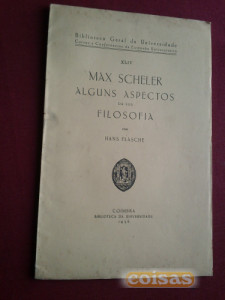 Biblioteca Geral da Universidade
MAX SCHELER
ALGUNS ASPECTOS
DA SUA
FILOSOFIA
POR
HANS FLASCHE
COIMBRA
BIBLIOTECA DA UNIVERSIDADE
coisas